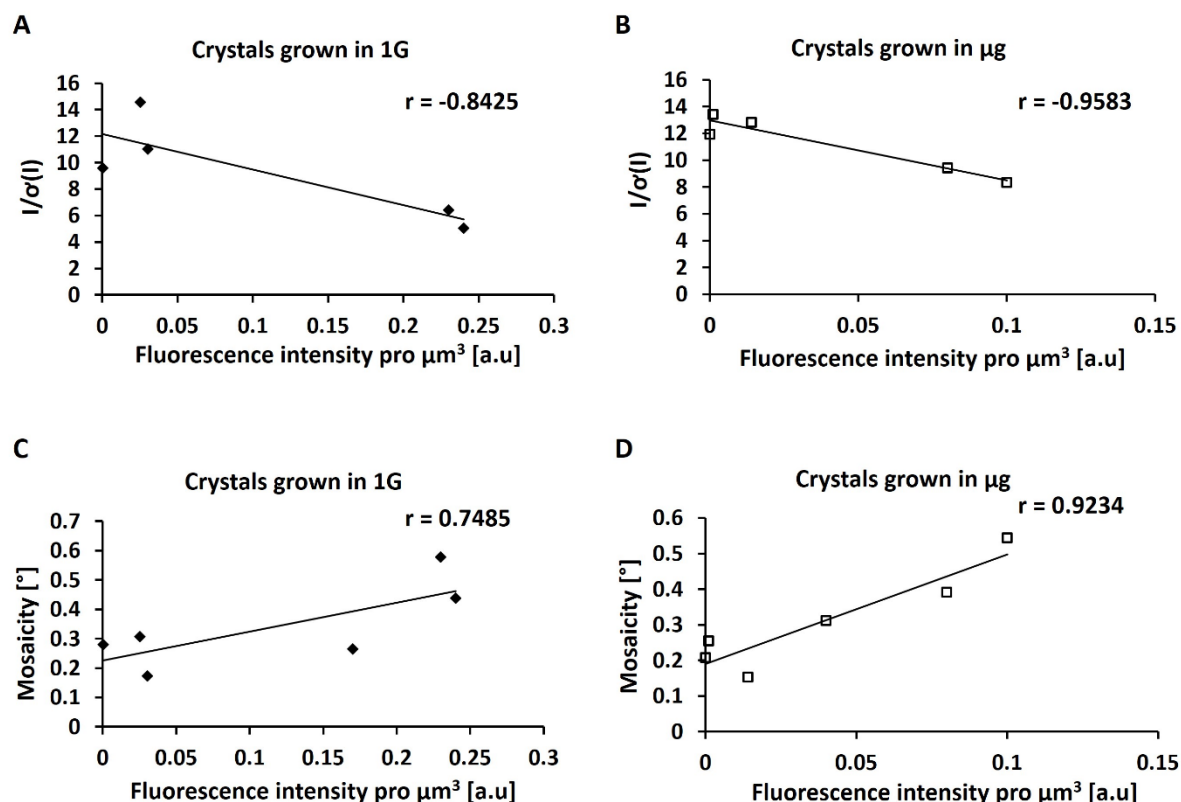 A
Crystals grown in 1G
r = -0.8425
I/σ(I)
16
14
12
10
8
6
4
2
0
0 0.05 0.1 0.15 0.2 0.25 0.3
Fluorescence intensity pro µm³ [a.u]
B
Crystals grown in µg
r = -0.9583
I/σ(I)
16
14
12
10
8
6
4
2
0
0 0.05 0.1 0.15
Fluorescence intensity pro µm³ [a.u]
C
Crystals grown in 1G
r = 0.7485
Mosaicity [°]
0.7
0.6
0.5
0.4
0.3
0.2
0.1
0
0 0.05 0.1 0.15 0.2 0.25 0.3
Fluorescence intensity pro µm³ [a.u]
D
Crystals grown in µg
r = 0.9234
Mosaicity [°]
0.6
0.5
0.4
0.3
0.2
0.1
0
0 0.05 0.1 0.15
Fluorescence intensity pro µm³ [a.u]